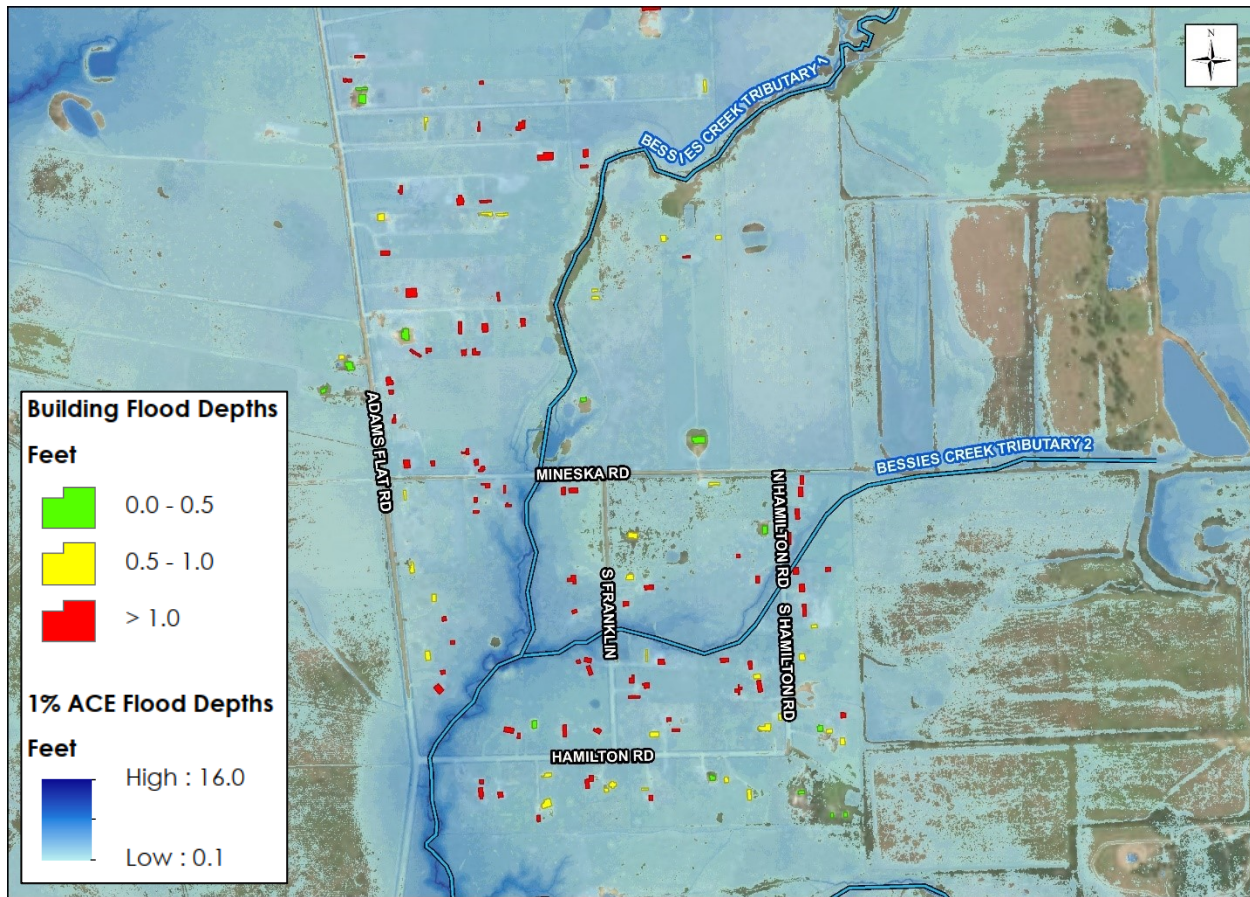 N
BESSIES CREEK TRIBUTARY 1
Building Flood Depths
Feet
0.0 - 0.5
0.5 - 1.0
> 1.0
1% ACE Flood Depths
Feet
High : 16.0
Low : 0.1
ADAMS FLAT RD
MINESKA RD
BESSIES CREEK TRIBUTARY 2
N HAMILTON RD
S FRANKLIN
S HAMILTON RD
HAMILTON RD